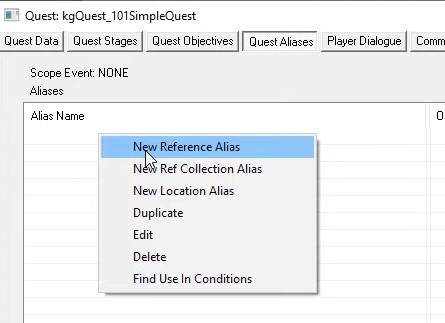 Quest: kgQuest_101SimpleQuest
Quest Data Quest Stages Quest Objectives Quest Aliases Player Dialogue Comm
Scope Event: NONE
Aliases
Alias Name O
New Reference Alias
New Ref Collection Alias
New Location Alias
Duplicate
Edit
Delete
Find Use In Conditions